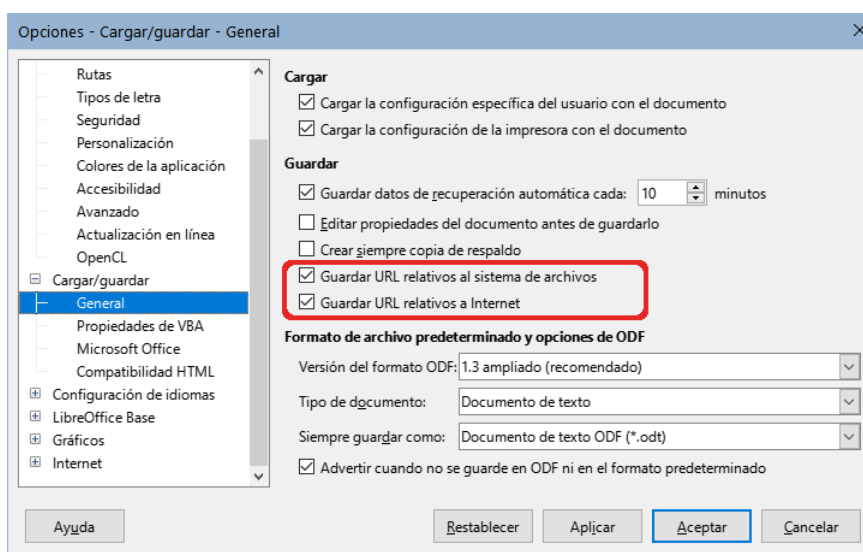 Opciones - Cargar/guardar - General
Rutas
Tipos de letra
Seguridad
Personalización
Colores de la aplicación
Accesibilidad
Avanzado
Actualización en línea
OpenCL
Cargar/guardar
General
Propiedades de VBA
Microsoft Office
Compatibilidad HTML
Configuración de idiomas
LibreOffice Base
Gráficos
Internet
Cargar
Cargar la configuración específica del usuario con el documento
Cargar la configuración de la impresora con el documento
Guardar
Guardar datos de recuperación automática cada: 10 minutos
Editar propiedades del documento antes de guardarlo
Crear siempre copia de respaldo
Guardar URL relativos al sistema de archivos
Guardar URL relativos a Internet
Formato de archivo predeterminado y opciones de ODF
Versión del formato ODF: 1.3 ampliado (recomendado)
Tipo de documento: Documento de texto
Siempre guardar como: Documento de texto ODF (*.odt)
Advertir cuando no se guarde en ODF ni en el formato predeterminado
Ayuda Restablecer Aplicar Aceptar Cancelar